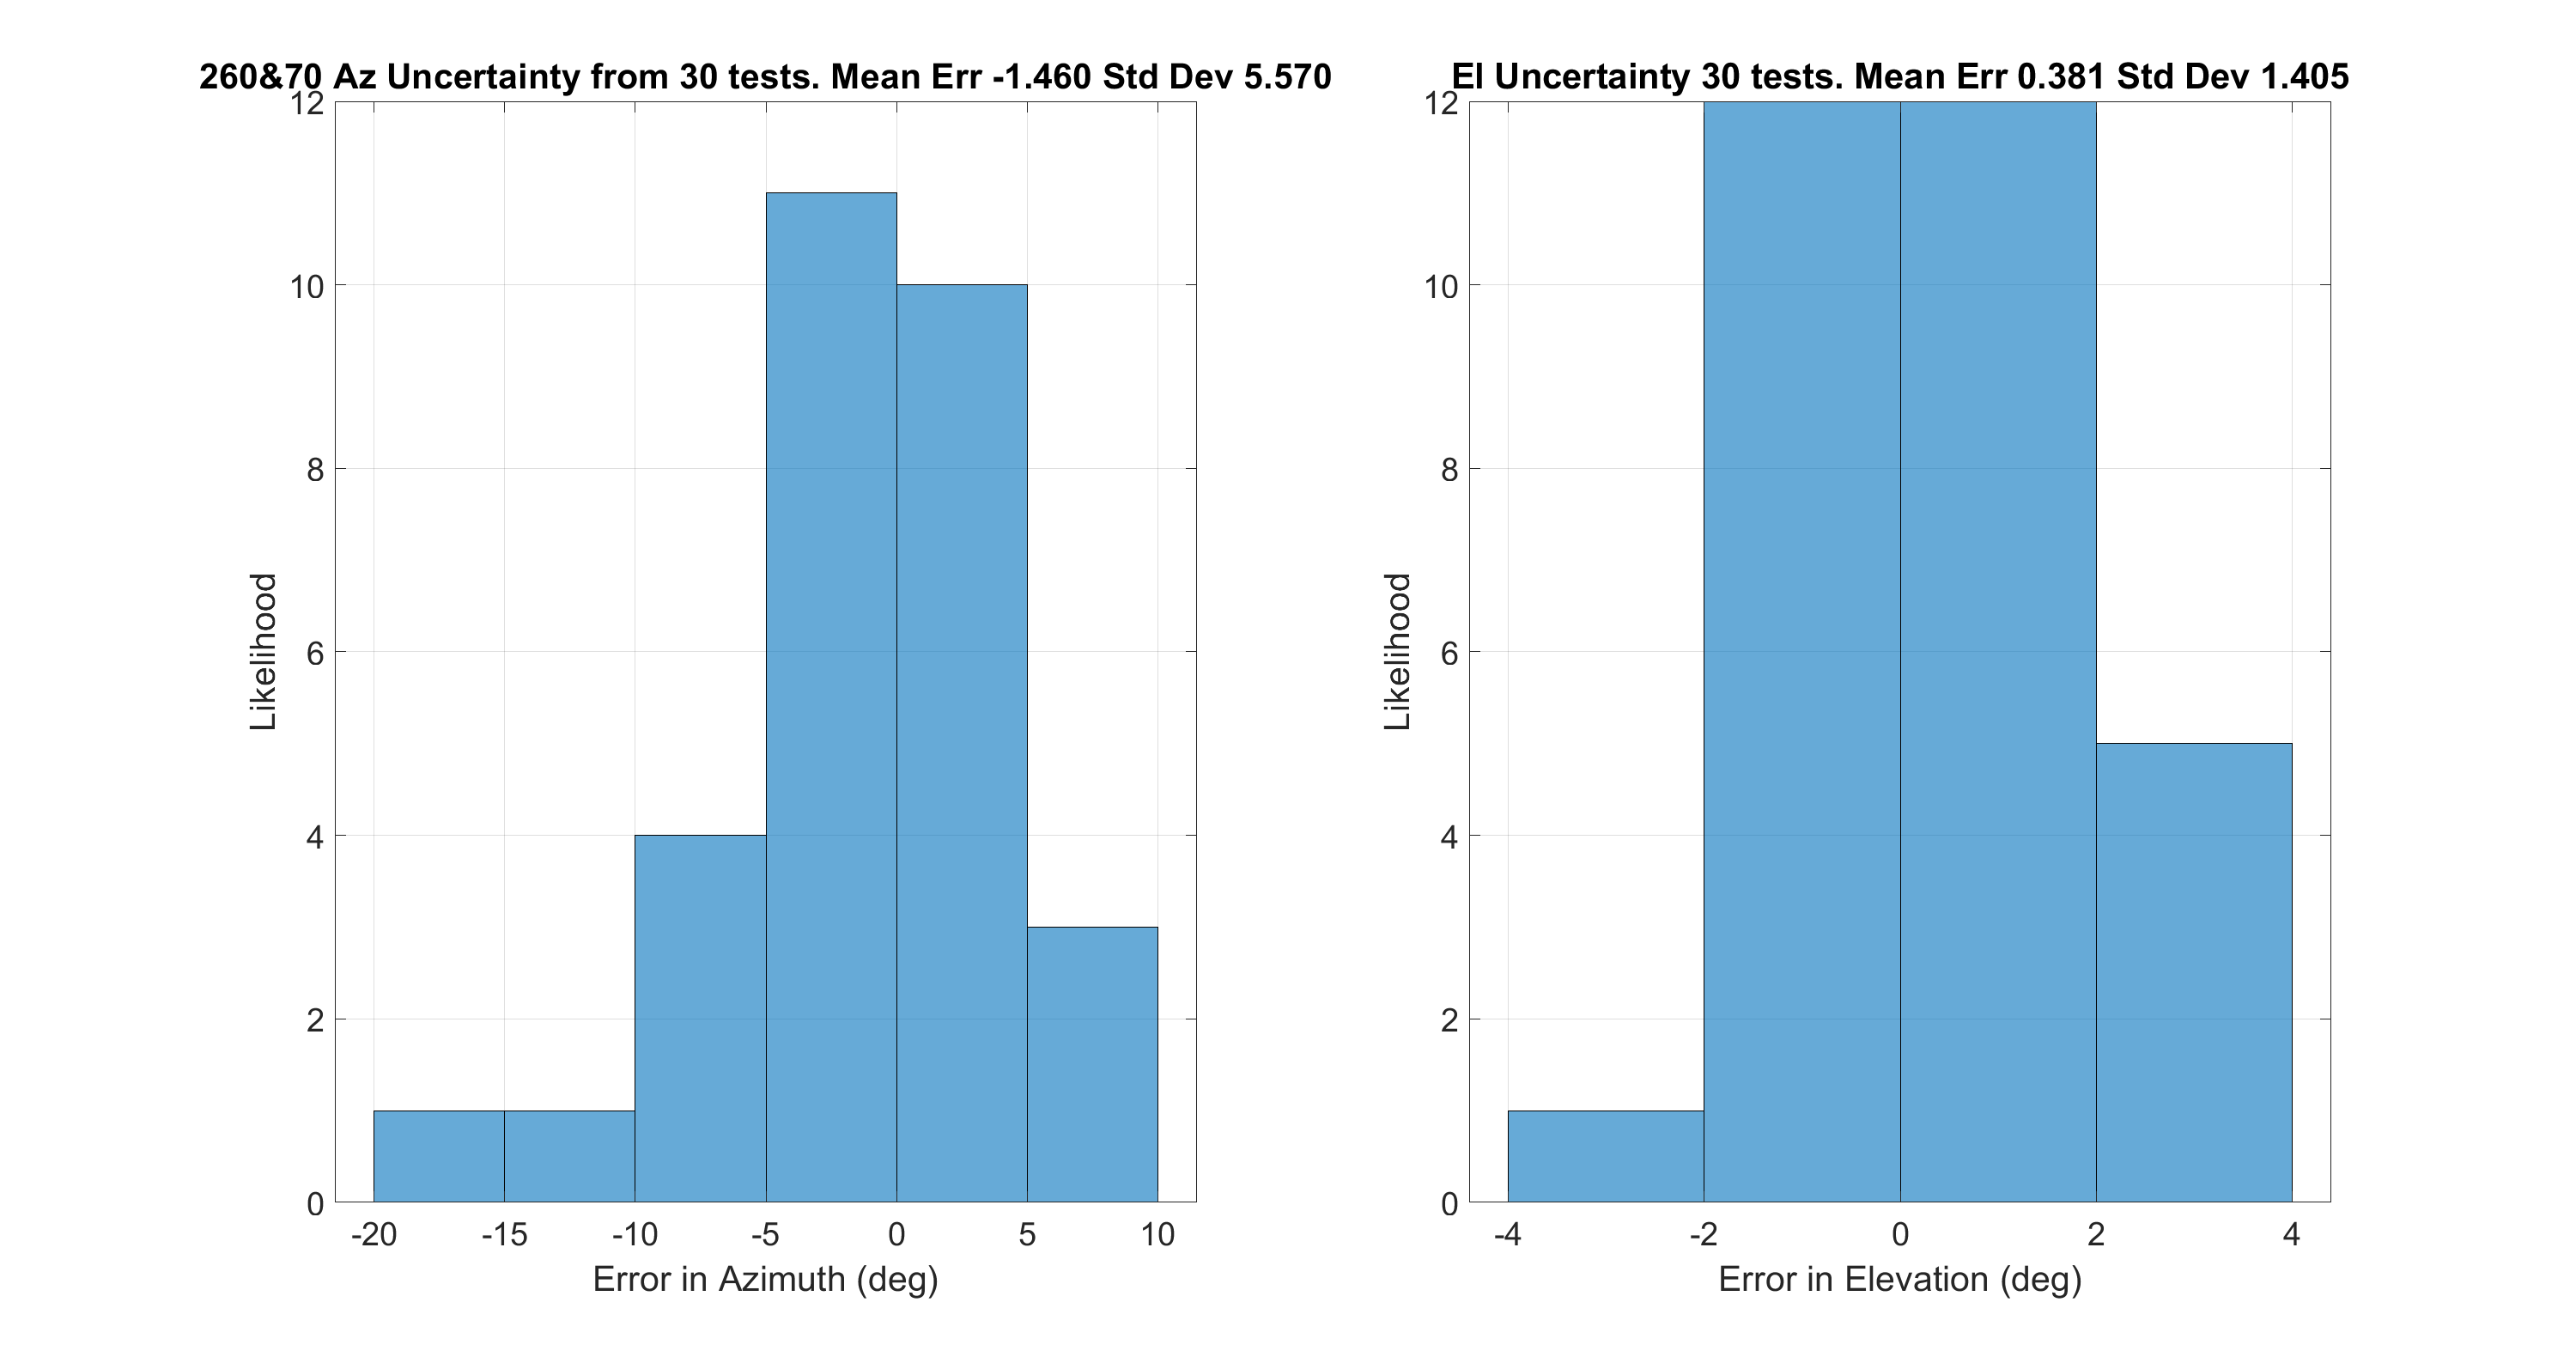 260&70 Az Uncertainty from 30 tests. Mean Err -1.460 Std Dev 5.570
12
10
8
6
4
2
0
Likelihood
-20 -15 -10 -5 0 5 10
Error in Azimuth (deg)
El Uncertainty 30 tests. Mean Err 0.381 Std Dev 1.405
12
10
8
6
4
2
0
Likelihood
-4 -2 0 2 4
Error in Elevation (deg)